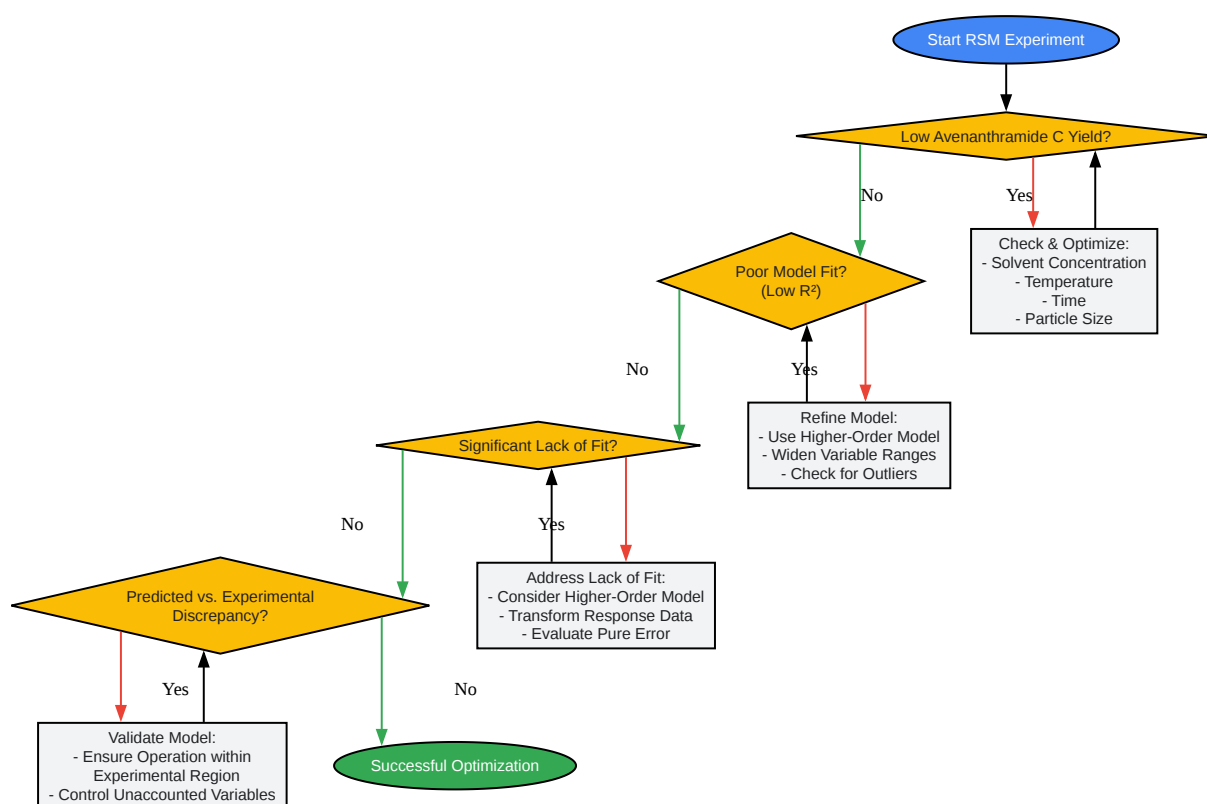 Start RSM Experiment
Low Avenanthramide C Yield?
No
Yes
Check & Optimize:
- Solvent Concentration
- Temperature
- Time
- Particle Size
Poor Model Fit?
(Low R²)
No
Yes
Refine Model:
- Use Higher-Order Model
- Widen Variable Ranges
- Check for Outliers
Significant Lack of Fit?
No
Yes
Address Lack of Fit:
- Consider Higher-Order Model
- Transform Response Data
- Evaluate Pure Error
Predicted vs. Experimental
Discrepancy?
Yes
No
Validate Model:
- Ensure Operation within
Experimental Region
- Control Unaccounted Variables
Successful Optimization